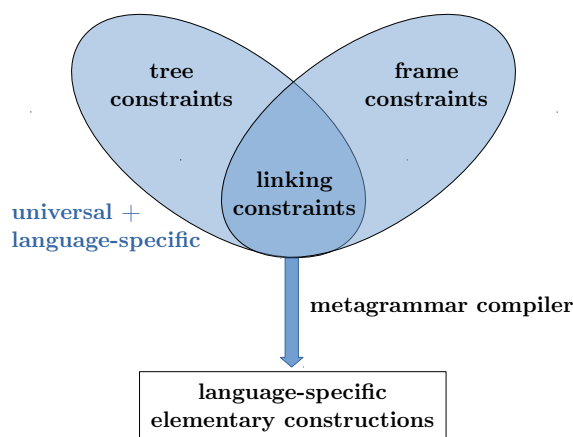 tree
constraints
frame
constraints
linking
constraints
universal +
language-specific
metagrammar compiler
language-specific
elementary constructions